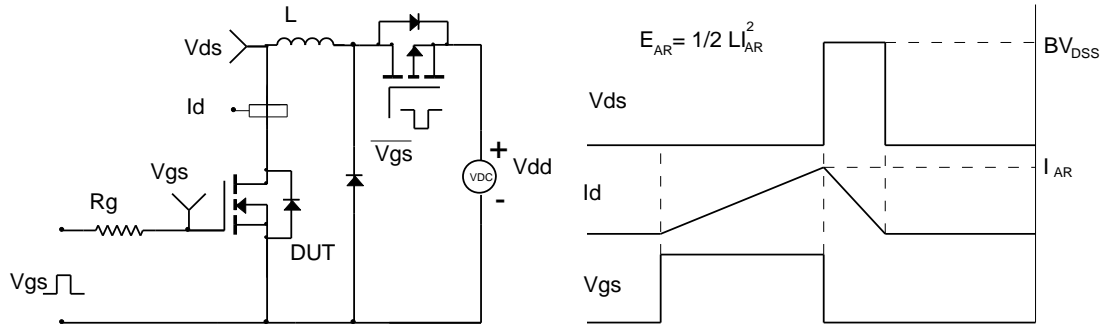 L
Vds
Id
Vgs
Rg
DUT
Vgs
Vgs
+
VDC
Vdd
-
E_AR = 1/2 LI_AR^2
BV_DSS
Vds
I_AR
Id
Vgs